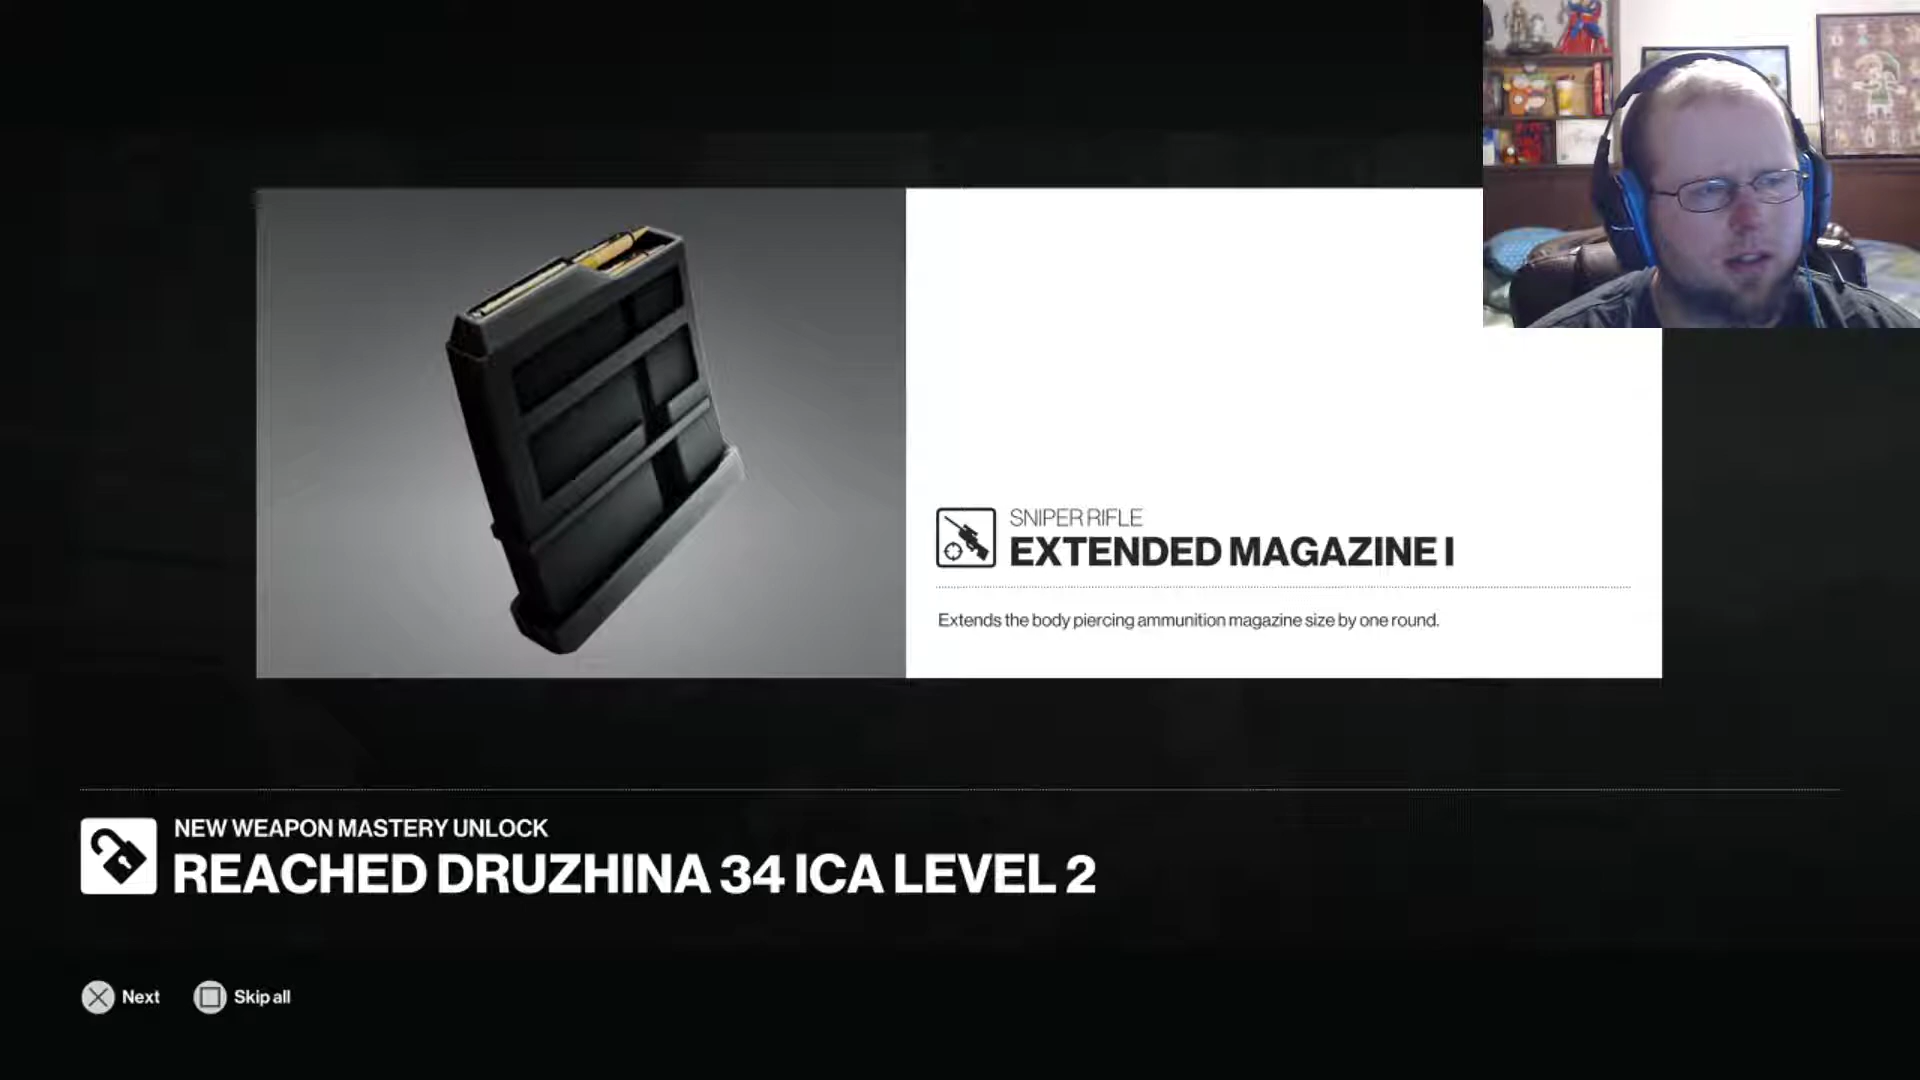 SNIPER RIFLE
EXTENDED MAGAZINE I
Extends the body piercing ammunition magazine size by one round.
NEW WEAPON MASTERY UNLOCK
REACHED DRUZHINA 34 ICA LEVEL 2
Next
Skip all